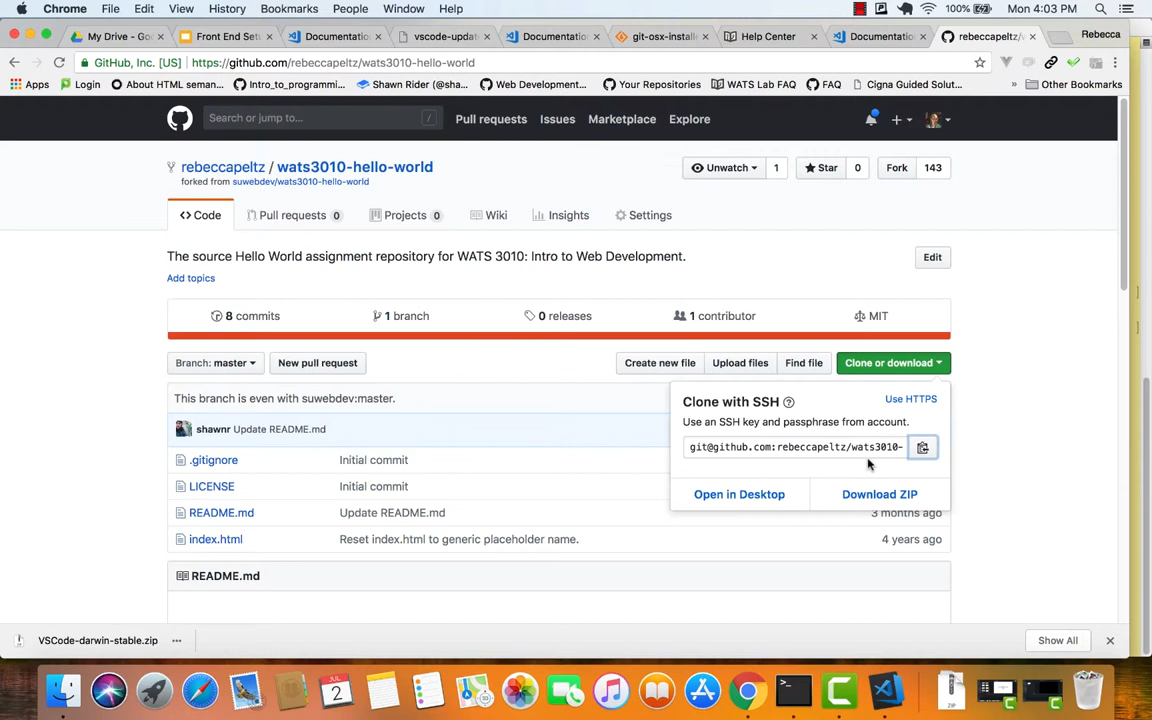 Chrome File Edit View History Bookmarks People Window Help 100% Mon 4:03 PM
My Drive - Goo Front End Setu Documentatio vscode-updat Documentation git-osx-installe Help Center Documentation rebeccapeltz/w Rebecca
GitHub, Inc. [US] https://github.com/rebeccapeltz/wats3010-hello-world
Apps Login About HTML seman... Intro_to_programmi... Shawn Rider (@sha... Web Development... Your Repositories WATS Lab FAQ FAQ Cigna Guided Solut... » Other Bookmarks
Search or jump to... / Pull requests Issues Marketplace Explore
rebeccapeltz / wats3010-hello-world Unwatch 1 Star 0 Fork 143
forked from suwebdev/wats3010-hello-world
<> Code Pull requests 0 Projects 0 Wiki Insights Settings
The source Hello World assignment repository for WATS 3010: Intro to Web Development. Edit
Add topics
8 commits 1 branch 0 releases 1 contributor MIT
Branch: master New pull request Create new file Upload files Find file Clone or download
This branch is even with suwebdev:master.
Clone with SSH ? Use HTTPS
Use an SSH key and passphrase from account.
git@github.com:rebeccapeltz/wats3010-
Open in Desktop Download ZIP
shawnr Update README.md
.gitignore Initial commit
LICENSE Initial commit
README.md Update README.md 3 months ago
index.html Reset index.html to generic placeholder name. 4 years ago
README.md
VSCode-darwin-stable.zip ... Show All
JUL
2
ZIP